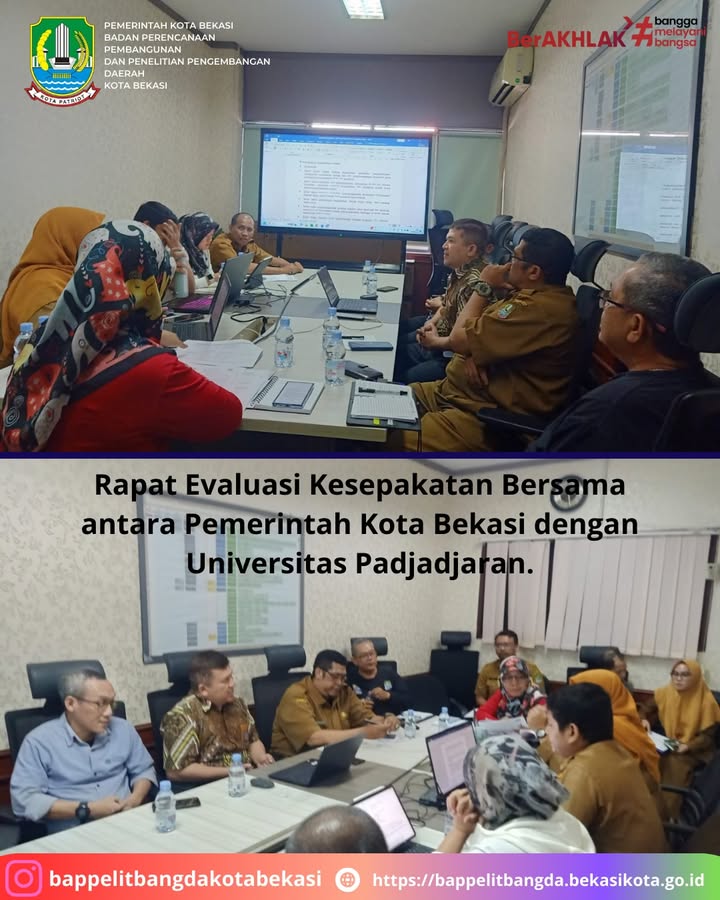 PEMERINTAH KOTA BEKASI
BADAN PERENCANAAN
PEMBANGUNAN
DAN PENELITIAN PENGEMBANGAN
DAERAH
KOTA BEKASI
KOTA PATRIOT
BerAKHLAK
# bangga
melayani
bangsa
Rapat Evaluasi Kesepakatan Bersama
antara Pemerintah Kota Bekasi dengan
Universitas Padjadjaran.
bappelitbangdakotabekasi
https://bappelitbangda.bekasikota.go.id